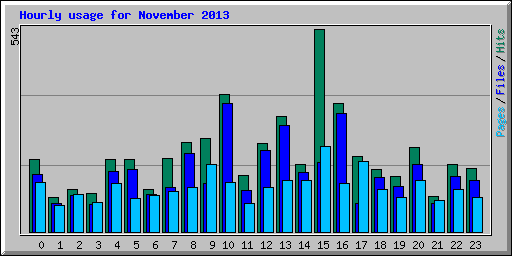 Hourly usage for November 2013
543
Pages / Files / Hits
0 1 2 3 4 5 6 7 8 9 10 11 12 13 14 15 16 17 18 19 20 21 22 23